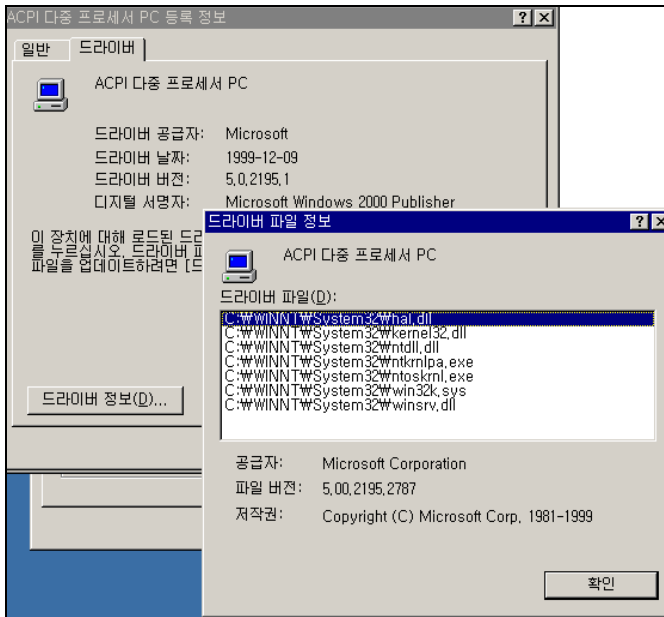 ACPI 다중 프로세서 PC 등록 정보
일반
드라이버
ACPI 다중 프로세서 PC
드라이버 공급자: Microsoft
드라이버 날짜: 1999-12-09
드라이버 버전: 5,0,2195,1
디지털 서명자: Microsoft Windows 2000 Publisher
이 장치에 대해 로드된
를 누르십시오, 드라이버
파일을 업데이트하려면
드라이버 정보(D)...
드라이버 파일 정보
ACPI 다중 프로세서 PC
드라이버 파일(D):
C:₩WINNT₩System32₩hal,dll
C:₩WINNT₩System32₩kernel32,dll
C:₩WINNT₩System32₩ntdll,dll
C:₩WINNT₩System32₩ntkrnlpa,exe
C:₩WINNT₩System32₩ntoskrnl,exe
C:₩WINNT₩System32₩win32k,sys
C:₩WINNT₩System32₩winsrv,dll
공급자: Microsoft Corporation
파일 버전: 5,00,2195,2787
저작권: Copyright (C) Microsoft Corp, 1981-1999
확인